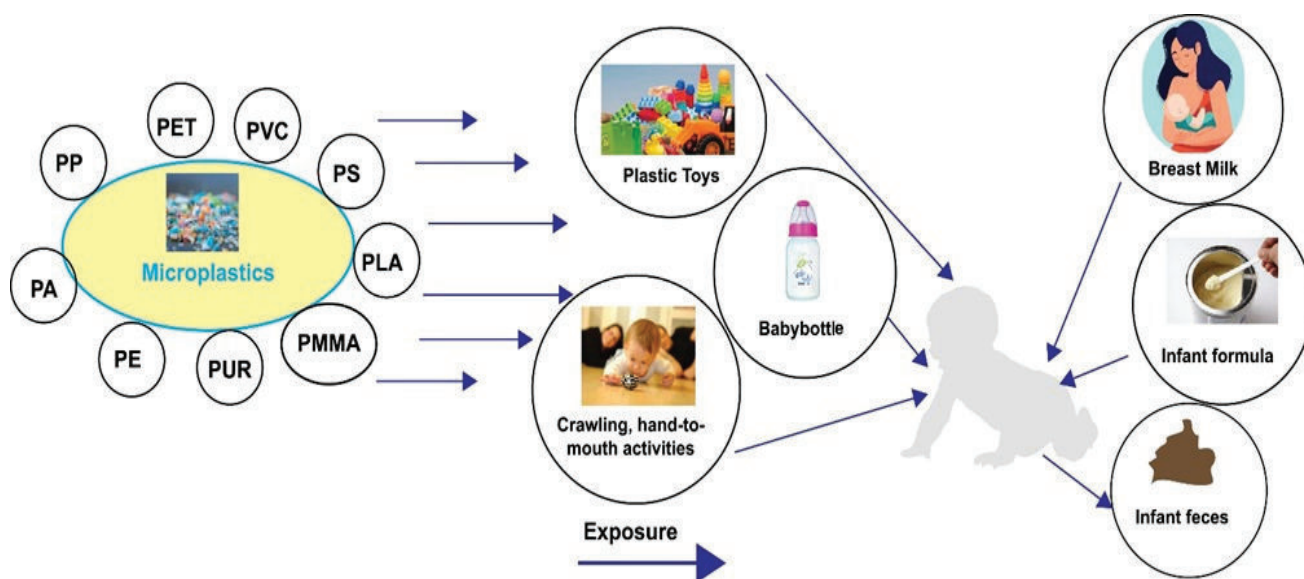 PET
PVC
PP
PS
Microplastics
PA
PLA
PE
PUR
PMMA
Plastic Toys
Babybottle
Crawling, hand-to-
mouth activities
Exposure
Breast Milk
Infant formula
Infant feces